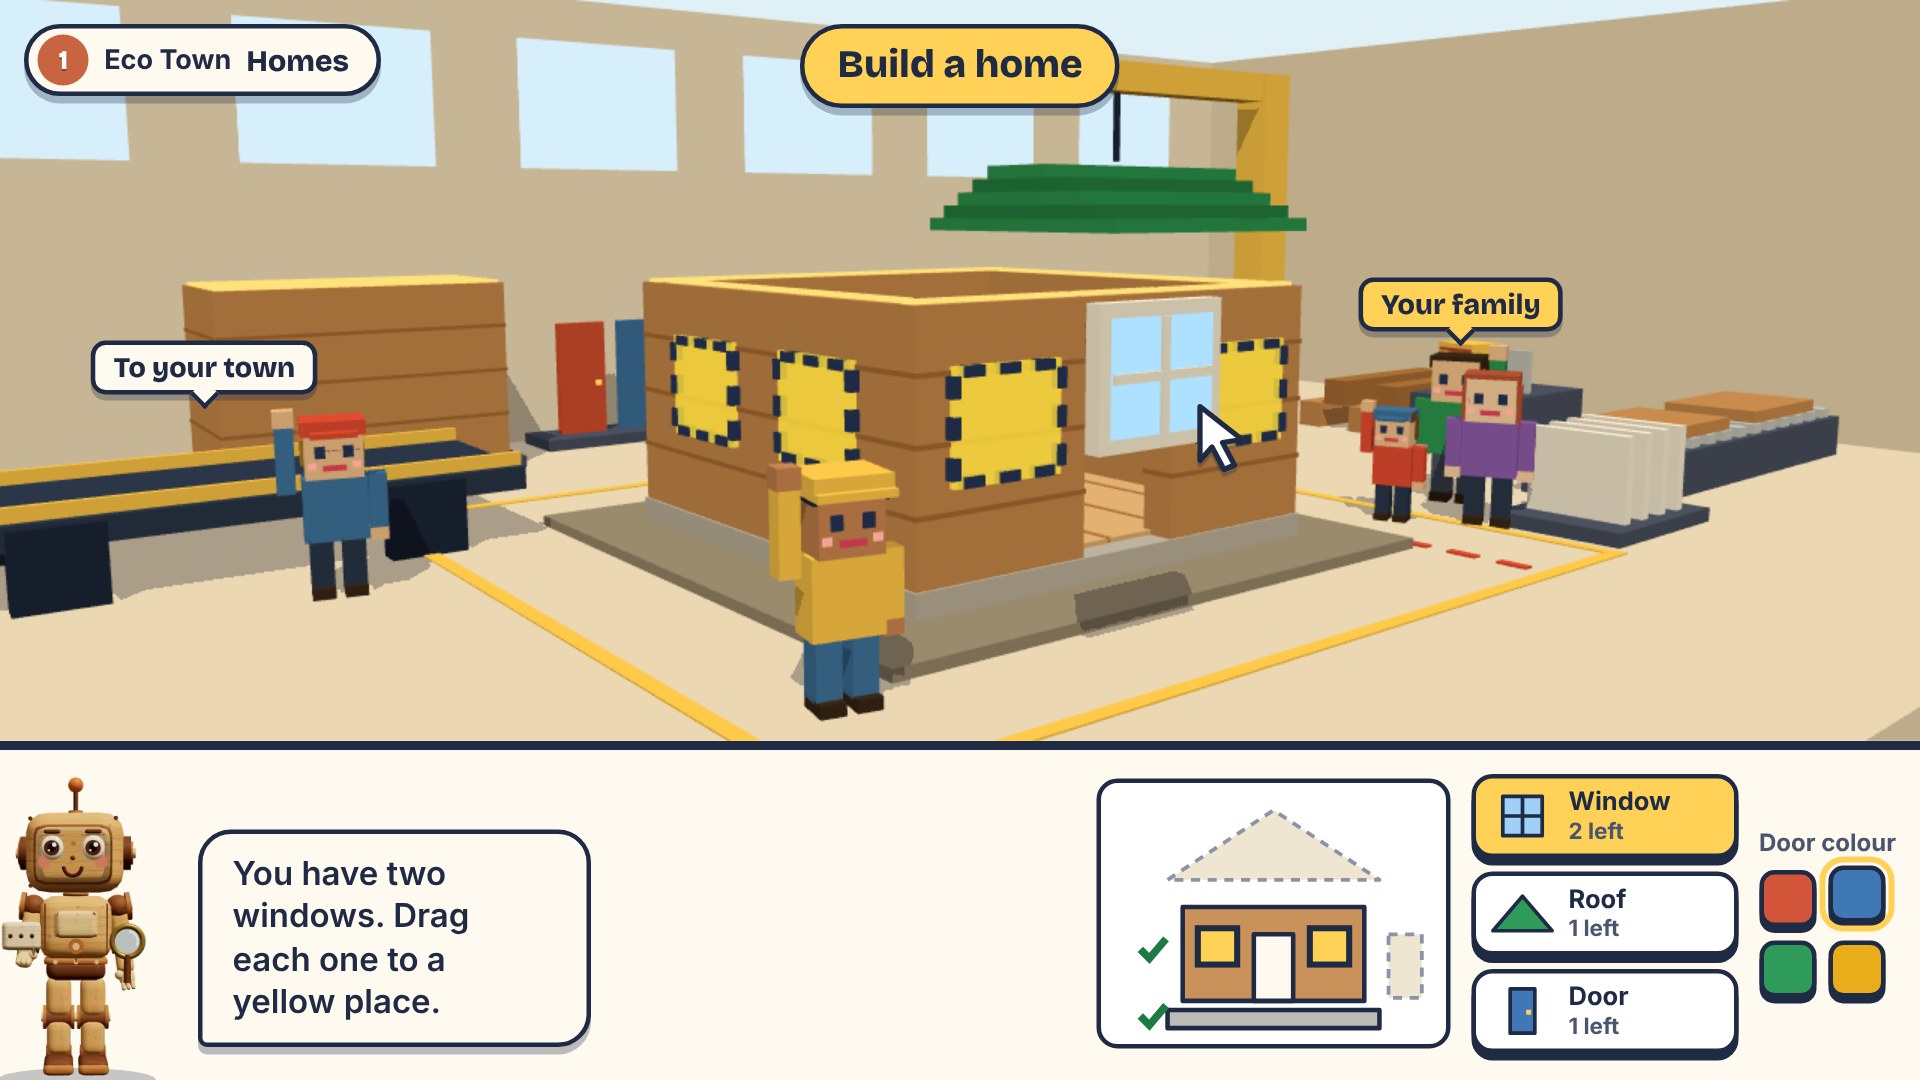 1 Eco Town Homes
Build a home
Your family
To your town
You have two
windows. Drag
each one to a
yellow place.
Window
2 left
Roof
1 left
Door
1 left
Door colour